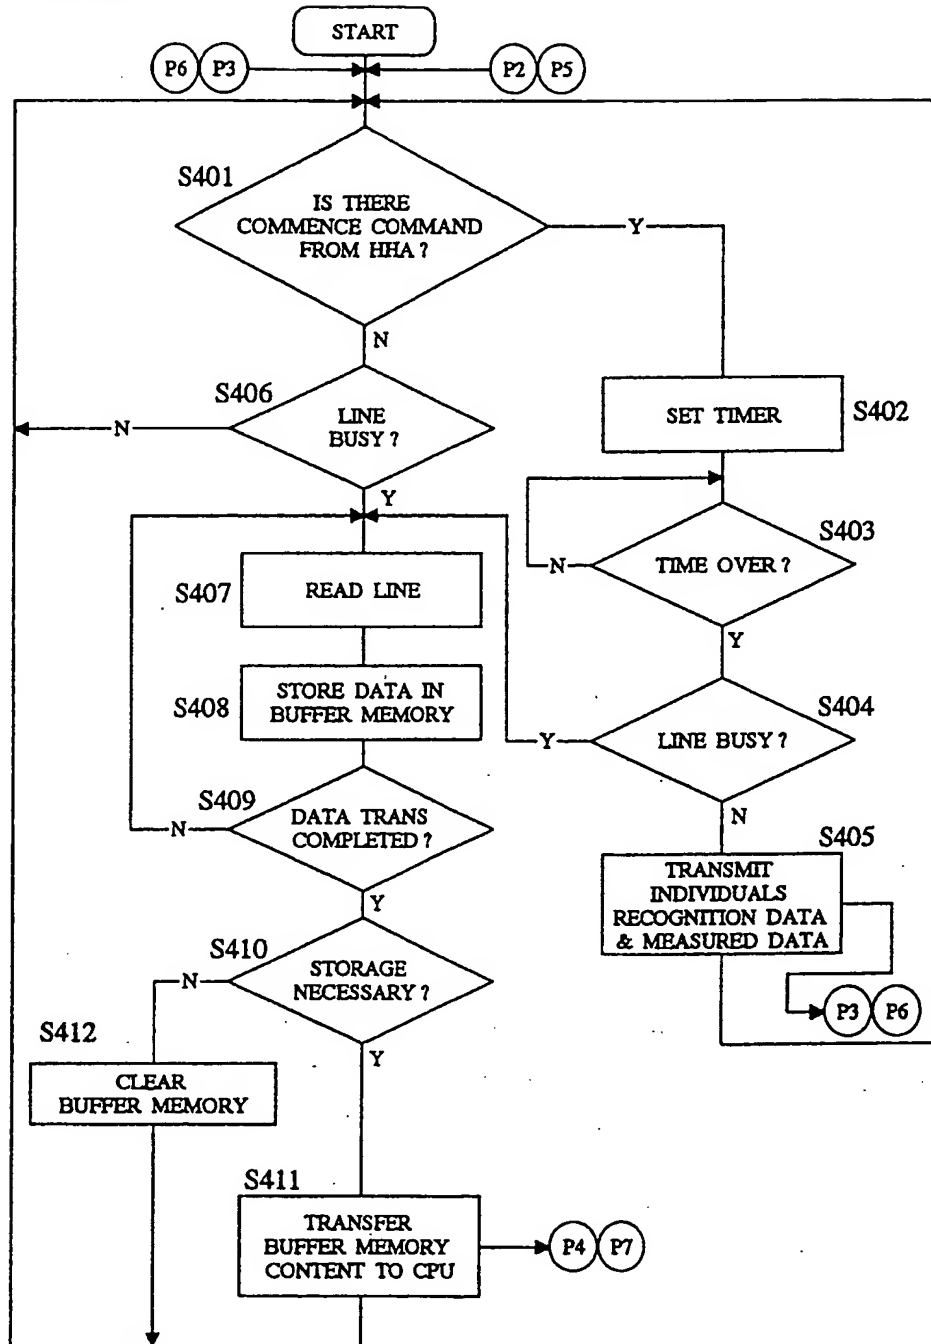 START
P6 P3
P2 P5
S401
IS THERE
COMMENCE COMMAND
FROM HHA ?
Y
N
S406
LINE
BUSY ?
N
Y
SET TIMER
S402
S403
TIME OVER ?
N
Y
S407
READ LINE
S408
STORE DATA IN
BUFFER MEMORY
S404
LINE BUSY ?
Y
N
S409
DATA TRANS
COMPLETED ?
N
Y
S405
TRANSMIT
INDIVIDUALS
RECOGNITION DATA
& MEASURED DATA
P3 P6
S410
STORAGE
NECESSARY ?
N
Y
S412
CLEAR
BUFFER MEMORY
S411
TRANSFER
BUFFER MEMORY
CONTENT TO CPU
P4 P7